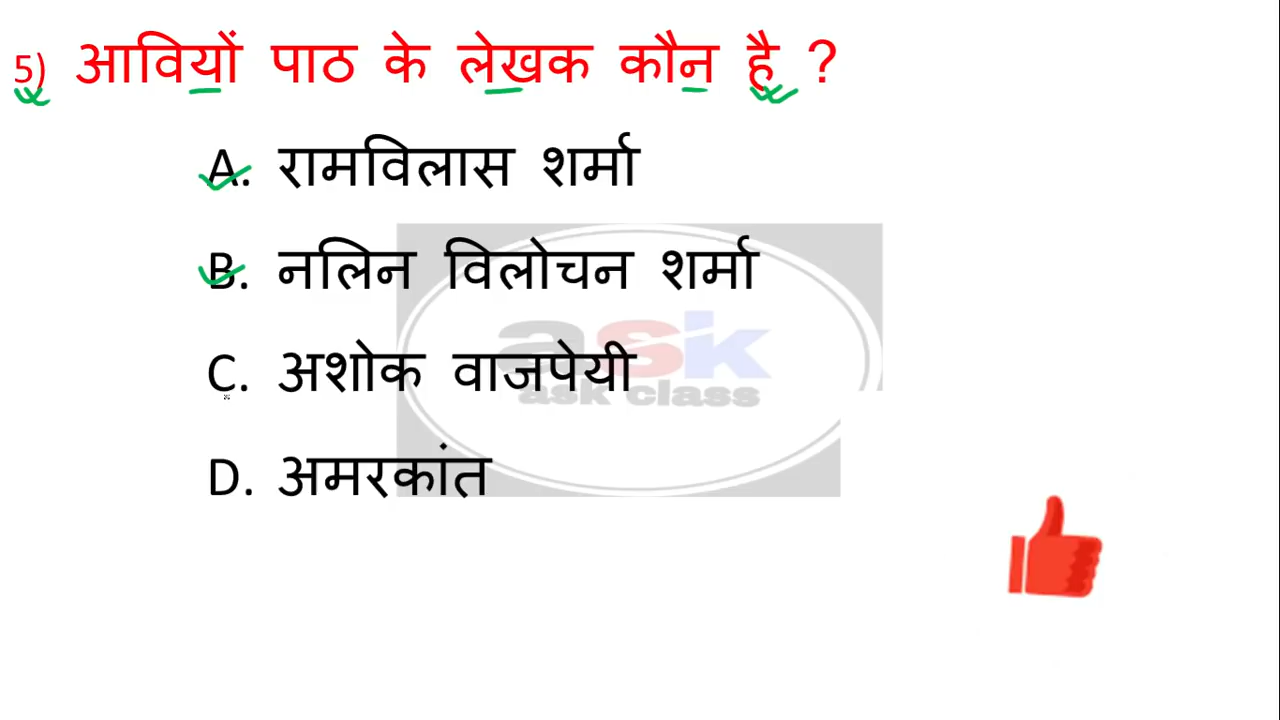 5) आवियों पाठ के लेखक कौन है ?
A. रामविलास शर्मा
B. नलिन विलोचन शर्मा
ask
C. अशोक वाजपेयी
ask class
D. अमरकांत